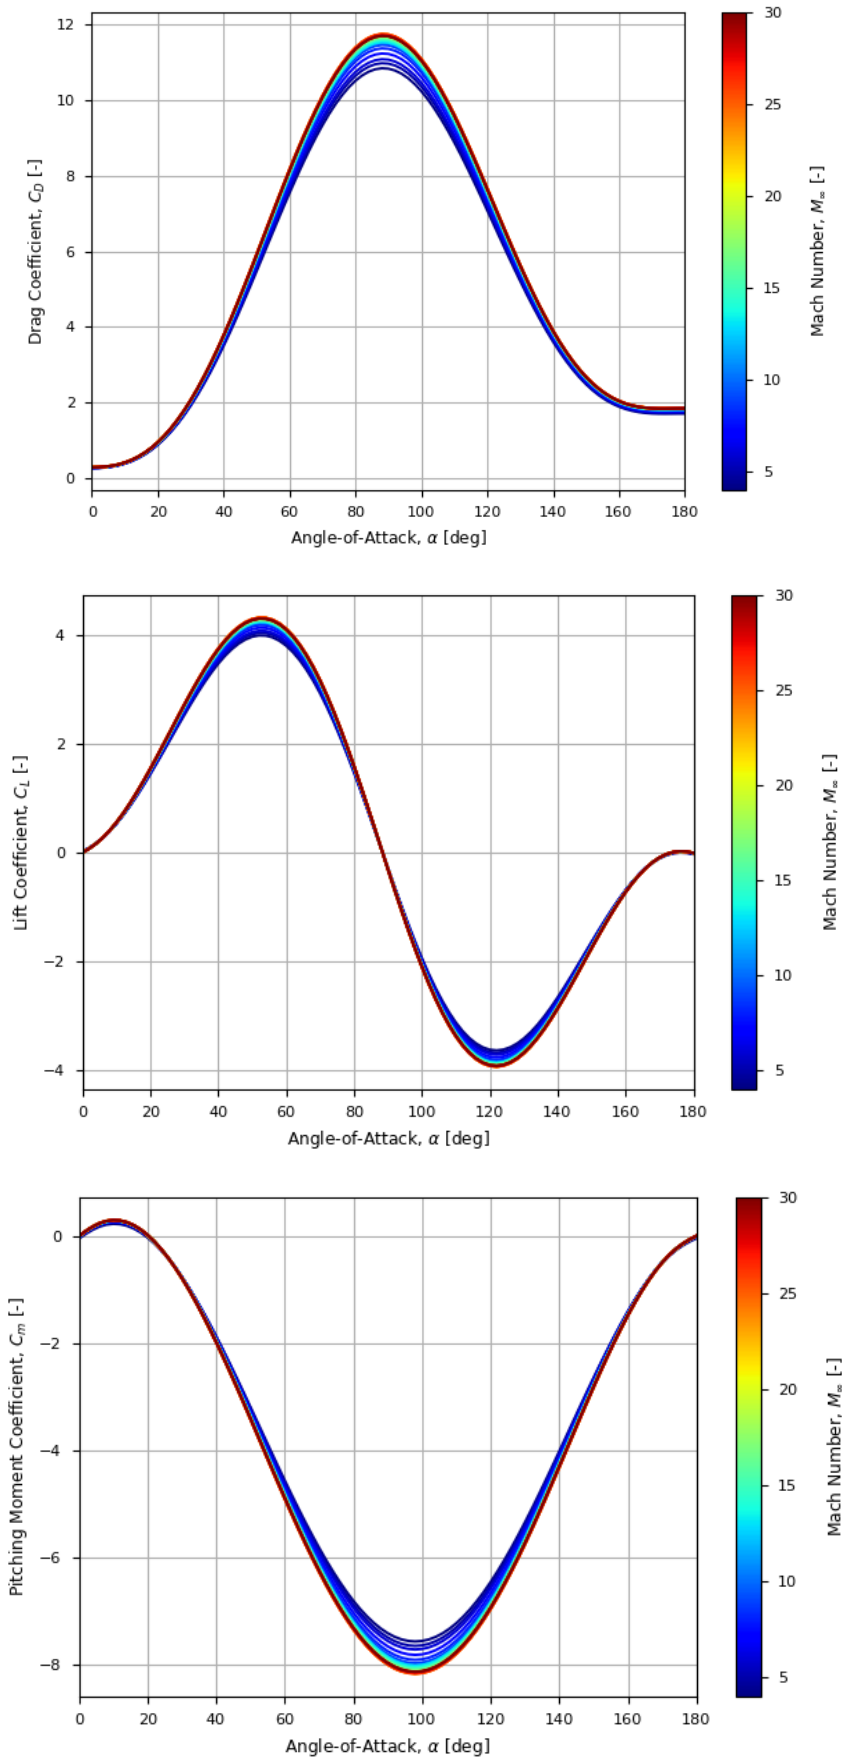 12
10
8
6
4
2
0
Drag Coefficient, C_D [-]
0 20 40 60 80 100 120 140 160 180
Angle-of-Attack, α [deg]
30
25
20
15
10
5
Mach Number, M_∞ [-]
4
2
0
−2
−4
Lift Coefficient, C_L [-]
0 20 40 60 80 100 120 140 160 180
Angle-of-Attack, α [deg]
30
25
20
15
10
5
Mach Number, M_∞ [-]
0
−2
−4
−6
−8
Pitching Moment Coefficient, C_m [-]
0 20 40 60 80 100 120 140 160 180
Angle-of-Attack, α [deg]
30
25
20
15
10
5
Mach Number, M_∞ [-]